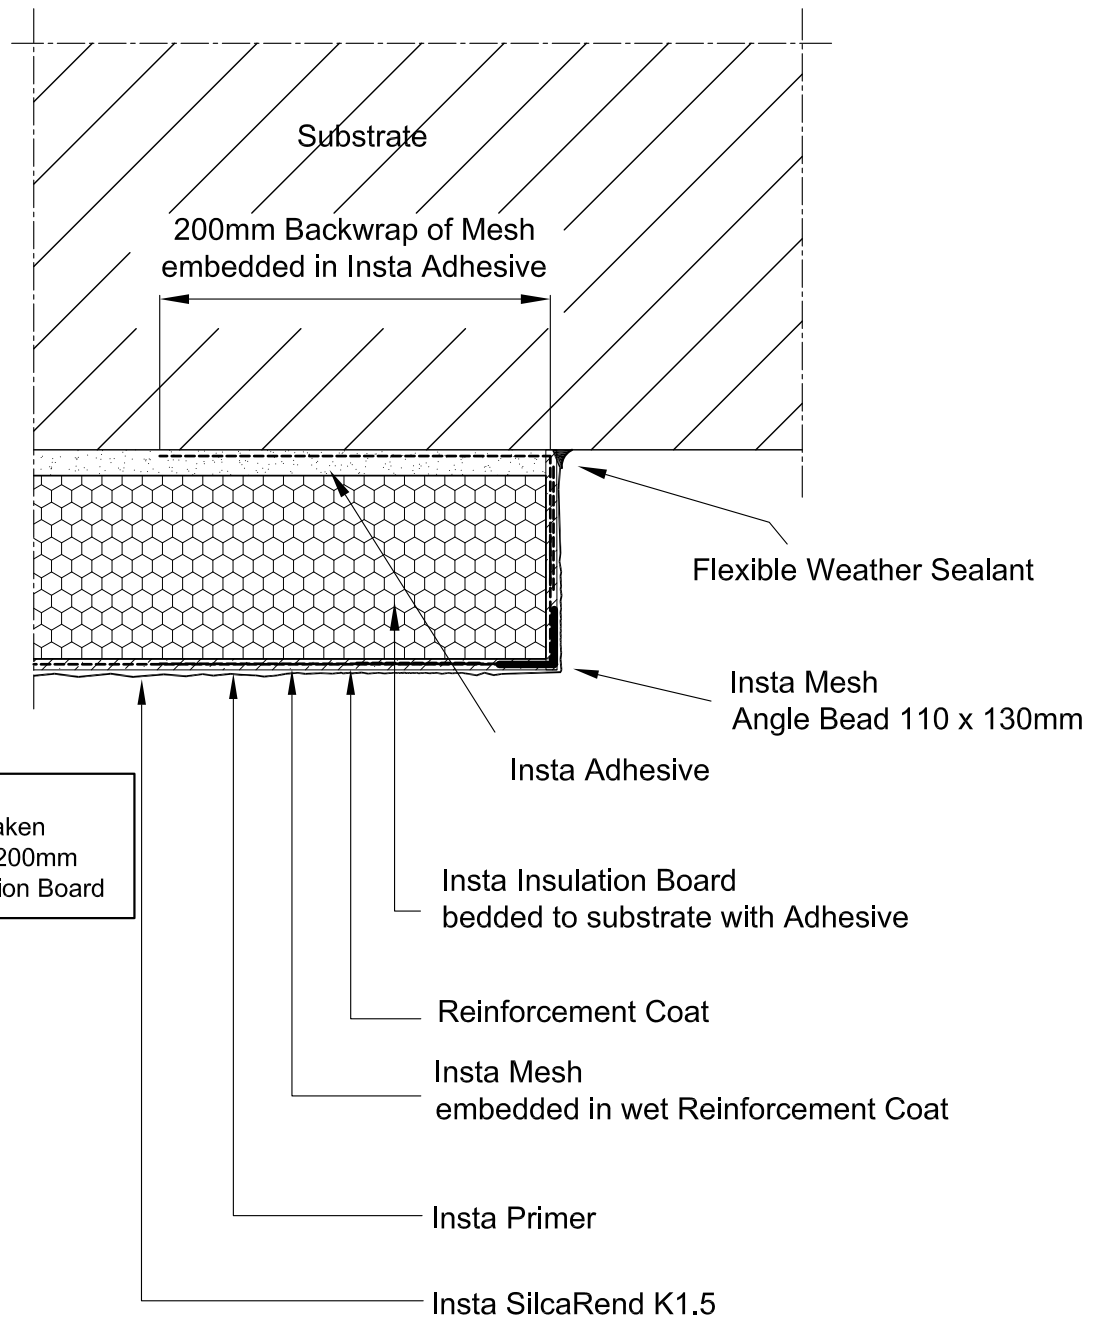 Substrate
200mm Backwrap of Mesh
embedded in Insta Adhesive
Flexible Weather Sealant
Insta Mesh
Angle Bead 110 x 130mm
Insta Adhesive
200mm
Board
Insta Insulation Board
bedded to substrate with Adhesive
Reinforcement Coat
Insta Mesh
embedded in wet Reinforcement Coat
Insta Primer
Insta SilcaRend K1.5